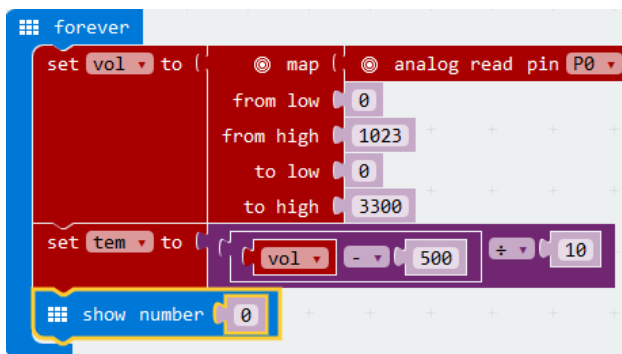 forever
set vol to ( map ( analog read pin P0
from low 0
from high 1023
to low 0
to high 3300
set tem to ( ( ( vol - ( 500 ÷ ( 10
show number ( 0